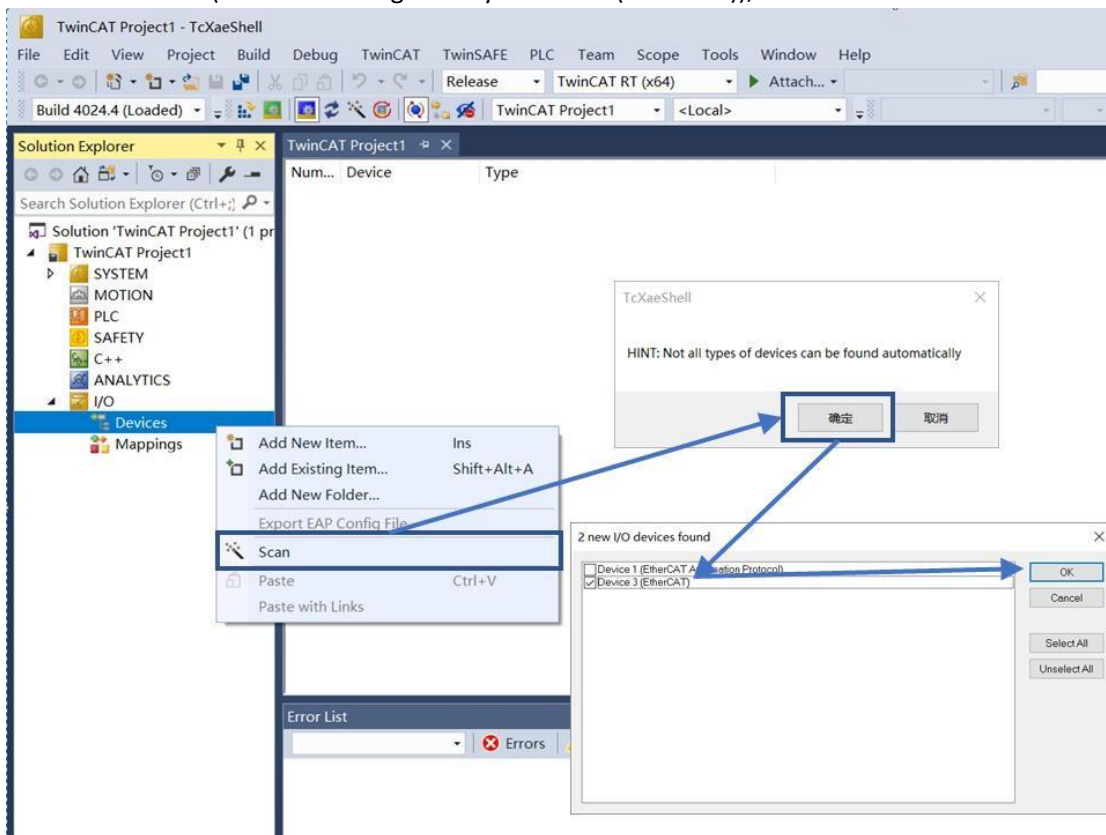 TwinCAT Project1 - TcXaeShell
File Edit View Project Build Debug TwinCAT TwinSAFE PLC Team Scope Tools Window Help
Release TwinCAT RT (x64) Attach...
Build 4024.4 (Loaded) TwinCAT Project1 <Local>
Solution Explorer
Search Solution Explorer (Ctrl+;)
Solution 'TwinCAT Project1' (1 pr
TwinCAT Project1
SYSTEM
MOTION
PLC
SAFETY
C++
ANALYTICS
I/O
Devices
Mappings
TwinCAT Project1
Num... Device Type
Add New Item... Ins
Add Existing Item... Shift+Alt+A
Add New Folder...
Export EAP Config File
Scan
Paste Ctrl+V
Paste with Links
TcXaeShell
HINT: Not all types of devices can be found automatically
确定 取消
2 new I/O devices found
Device 1 (EtherCAT Automation Protocol)
Device 3 (EtherCAT)
OK
Cancel
Select All
Unselect All
Error List
Errors